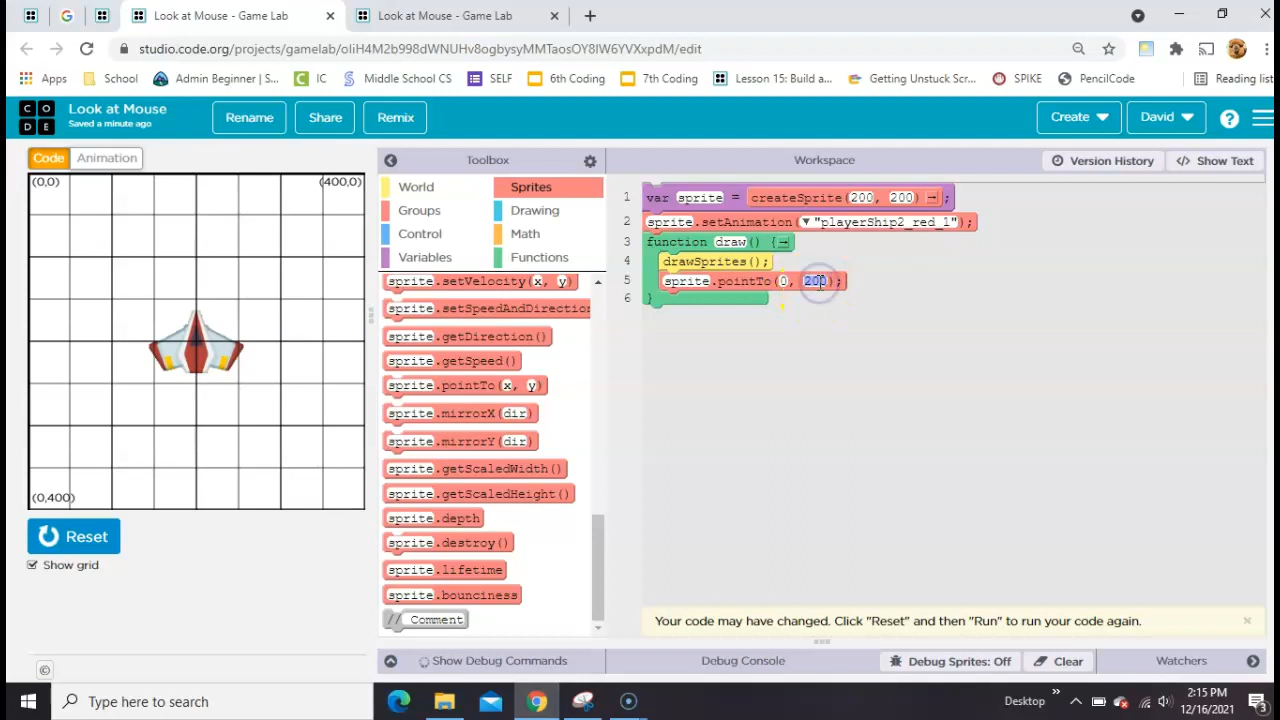 Look at Mouse - Game Lab
Look at Mouse - Game Lab
studio.code.org/projects/gamelab/oIiH4M2b998dWNUHv8ogbysyMMTaosOY8IW6YVXxpdM/edit
Apps School Admin Beginner | S... IC Middle School CS SELF 6th Coding 7th Coding Lesson 15: Build a... Getting Unstuck Scr... SPIKE PencilCode Reading list
C O D E
Look at Mouse
Saved a minute ago
Rename Share Remix Create David ?
Code Animation
Toolbox
Workspace
Version History </> Show Text
(0,0) (400,0)
(0,400)
World Sprites
Groups Drawing
Control Math
Variables Functions
sprite.setVelocity(x, y)
sprite.setSpeedAndDirection
sprite.getDirection()
sprite.getSpeed()
sprite.pointTo(x, y)
sprite.mirrorX(dir)
sprite.mirrorY(dir)
sprite.getScaledWidth()
sprite.getScaledHeight()
sprite.depth
sprite.destroy()
sprite.lifetime
sprite.bounciness
// Comment
1 var sprite = createSprite(200, 200);
2 sprite.setAnimation("playerShip2_red_1");
3 function draw() {
4 drawSprites();
5 sprite.pointTo(0, 200);
6 }
Reset
Show grid
Your code may have changed. Click "Reset" and then "Run" to run your code again.
Show Debug Commands Debug Console Debug Sprites: Off Clear Watchers
©
Type here to search
Desktop
2:15 PM
12/16/2021
3